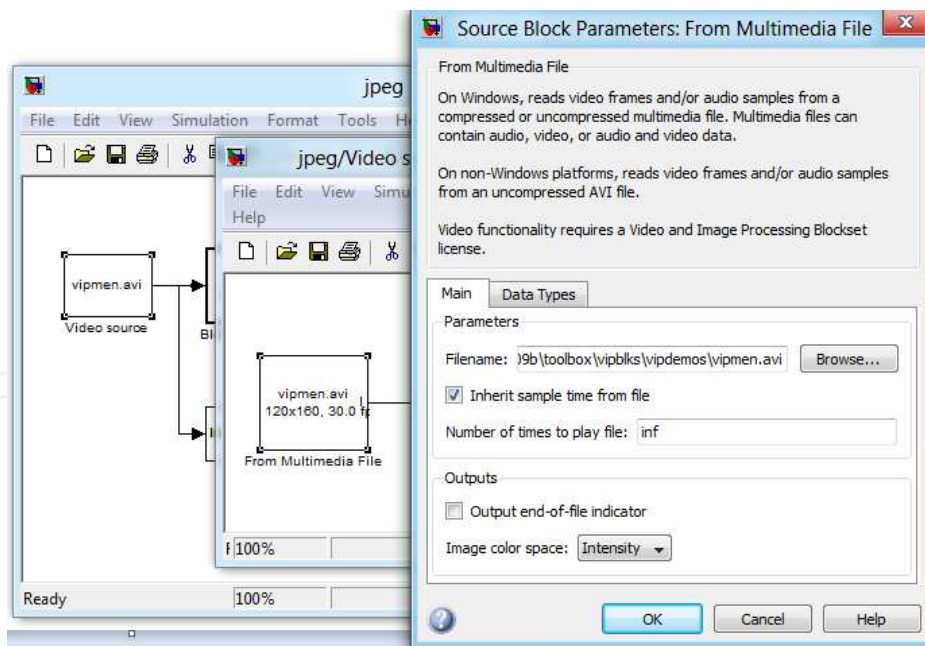 jpeg
File Edit View Simulation Format Tools
vipmen.avi
Video source
Ready 100%
jpeg/Video s
File Edit View Simu
Help
vipmen.avi
120x160, 30.0 f
From Multimedia File
100%
Source Block Parameters: From Multimedia File
From Multimedia File
On Windows, reads video frames and/or audio samples from a
compressed or uncompressed multimedia file. Multimedia files can
contain audio, video, or audio and video data.
On non-Windows platforms, reads video frames and/or audio samples
from an uncompressed AVI file.
Video functionality requires a Video and Image Processing Blockset
license.
Main Data Types
Parameters
Filename: 09b\toolbox\vipblks\vipdemos\vipmen.avi Browse...
Inherit sample time from file
Number of times to play file: inf
Outputs
Output end-of-file indicator
Image color space: Intensity
OK Cancel Help